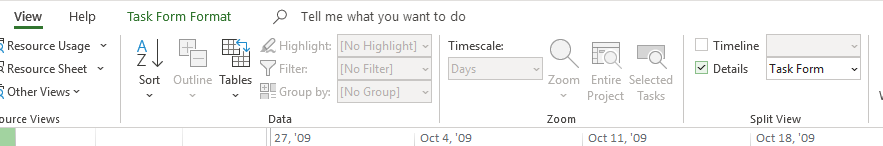 View Help Task Form Format Tell me what you want to do
Resource Usage
Resource Sheet
Other Views
source Views
Sort
Outline
Tables
Highlight: [No Highlight]
Filter: [No Filter]
Group by: [No Group]
Data
Timescale:
Days
Zoom
Entire
Project
Selected
Tasks
Zoom
Timeline
Details Task Form
Split View
27, '09 Oct 4, '09 Oct 11, '09 Oct 18, '09